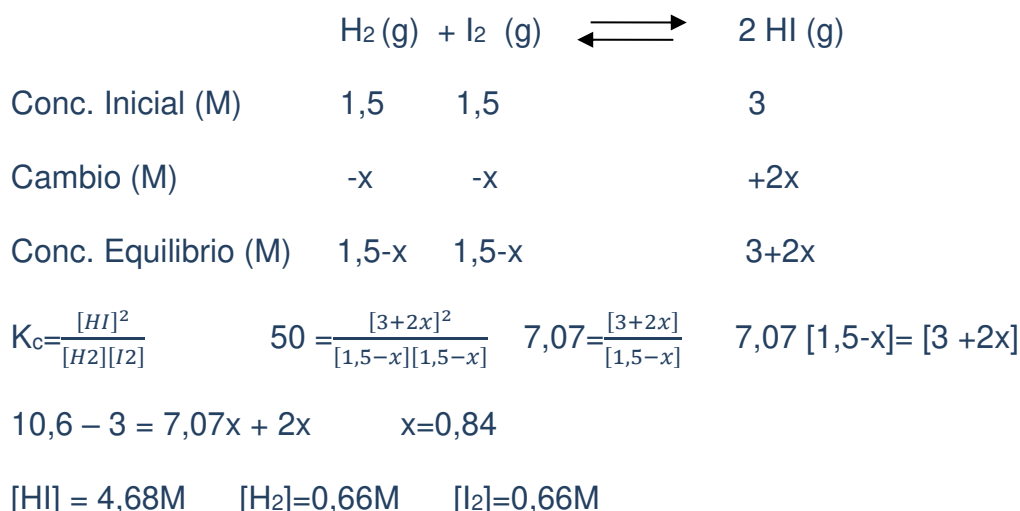 H₂ (g) + I₂ (g) ⇄ 2 HI (g)
Conc. Inicial (M) 1,5 1,5 3
Cambio (M) -x -x +2x
Conc. Equilibrio (M) 1,5-x 1,5-x 3+2x
Kc=[HI]²/[H2][I2] 50 =[3+2x]²/[1,5−x][1,5−x] 7,07=[3+2x]/[1,5−x] 7,07 [1,5-x]= [3 +2x]
10,6 – 3 = 7,07x + 2x x=0,84
[HI] = 4,68M [H₂]=0,66M [I₂]=0,66M